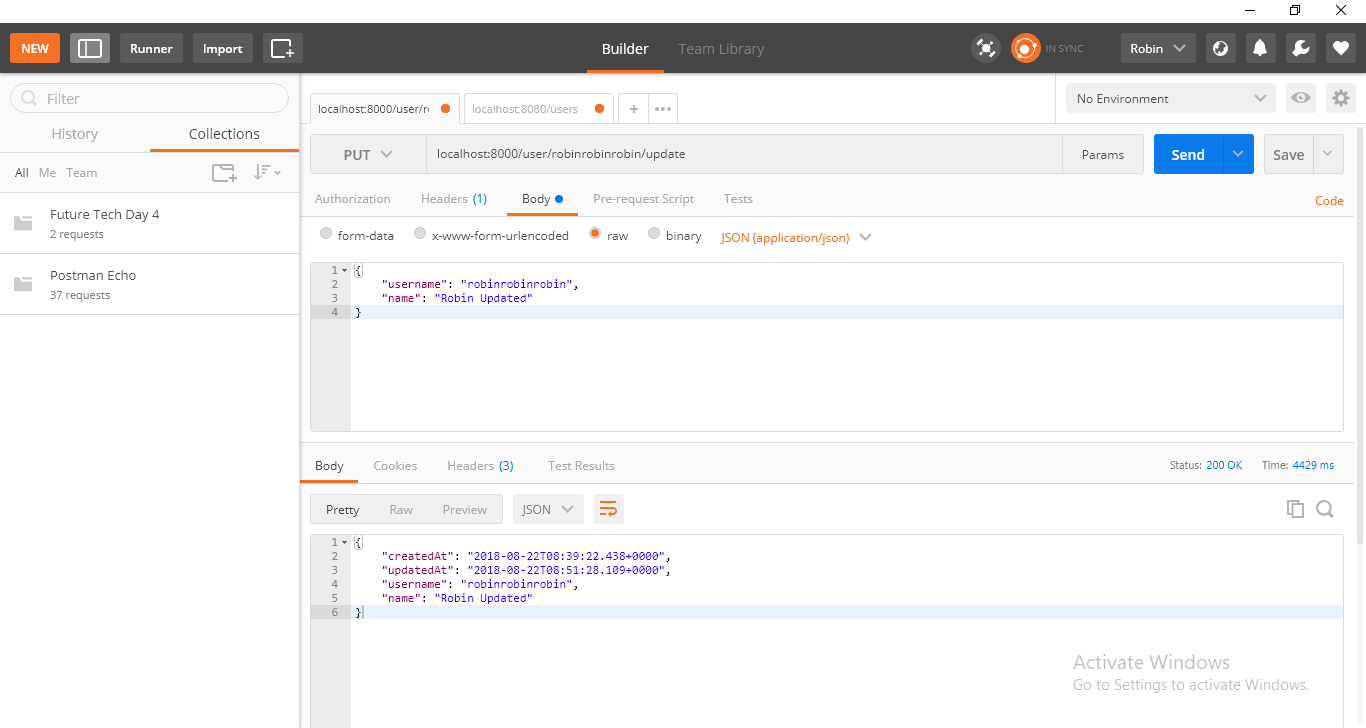 NEW Runner Import Builder Team Library IN SYNC Robin
Filter
History Collections
All Me Team
Future Tech Day 4
2 requests
Postman Echo
37 requests
localhost:8000/user/r localhost:8080/users + No Environment
PUT localhost:8000/user/robinrobinrobin/update Params Send Save
Authorization Headers (1) Body Pre-request Script Tests Code
form-data x-www-form-urlencoded raw binary JSON (application/json)
1 {
2 "username": "robinrobinrobin",
3 "name": "Robin Updated"
4 }
Body Cookies Headers (3) Test Results Status: 200 OK Time: 4429 ms
Pretty Raw Preview JSON
1 {
2 "createdAt": "2018-08-22T08:39:22.438+0000",
3 "updatedAt": "2018-08-22T08:51:28.109+0000",
4 "username": "robinrobinrobin",
5 "name": "Robin Updated"
6 }
Activate Windows
Go to Settings to activate Windows.